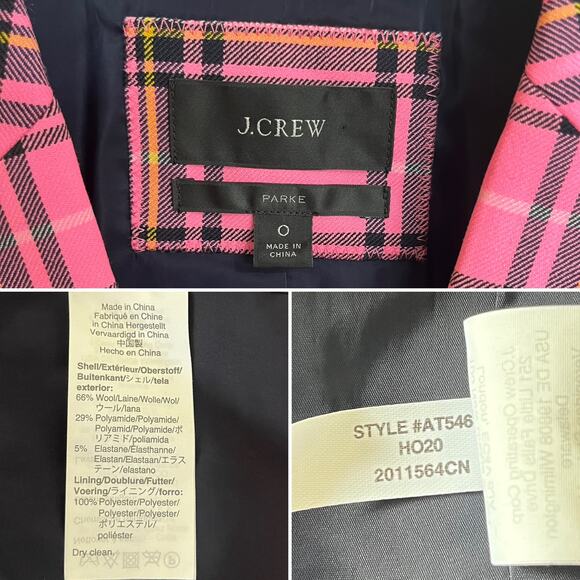 J.CREW
PARKE
0
MADE IN
CHINA
Made in China
Fabriqué en Chine
in China Hergestellt
Vervaardigd in China
中国製
Hecho en China
Shell/Extérieur/Oberstoff/
Buitenkant/シェル/tela
exterior:
66% Wool/Laine/Wolle/Wol/
ウール/lana
29% Polyamide/Polyamide/
Polyamid/Polyamide/ポ
リアミド/poliamida
5% Elastane/Élasthanne/
Elastan/Elastaan/エラス
テーン/elastano
Lining/Doublure/Futter/
Voering/ライニング/forro:
100% Polyester/Polyester/
Polyester/Polyester/
ポリエステル/
poliéster
Dry clean.
STYLE #AT546
HO20
2011564CN